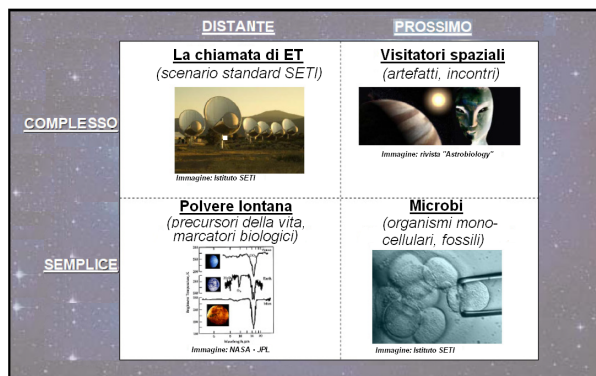 DISTANTE
PROSSIMO
COMPLESSO
La chiamata di ET
(scenario standard SETI)
Immagine: Istituto SETI
Visitatori spaziali
(artefatti, incontri)
Immagine: rivista "Astrobiology"
SEMPLICE
Polvere lontana
(precursori della vita,
marcatori biologici)
Immagine: NASA - JPL
Microbi
(organismi mono-
cellulari, fossili)
Immagine: Istituto SETI